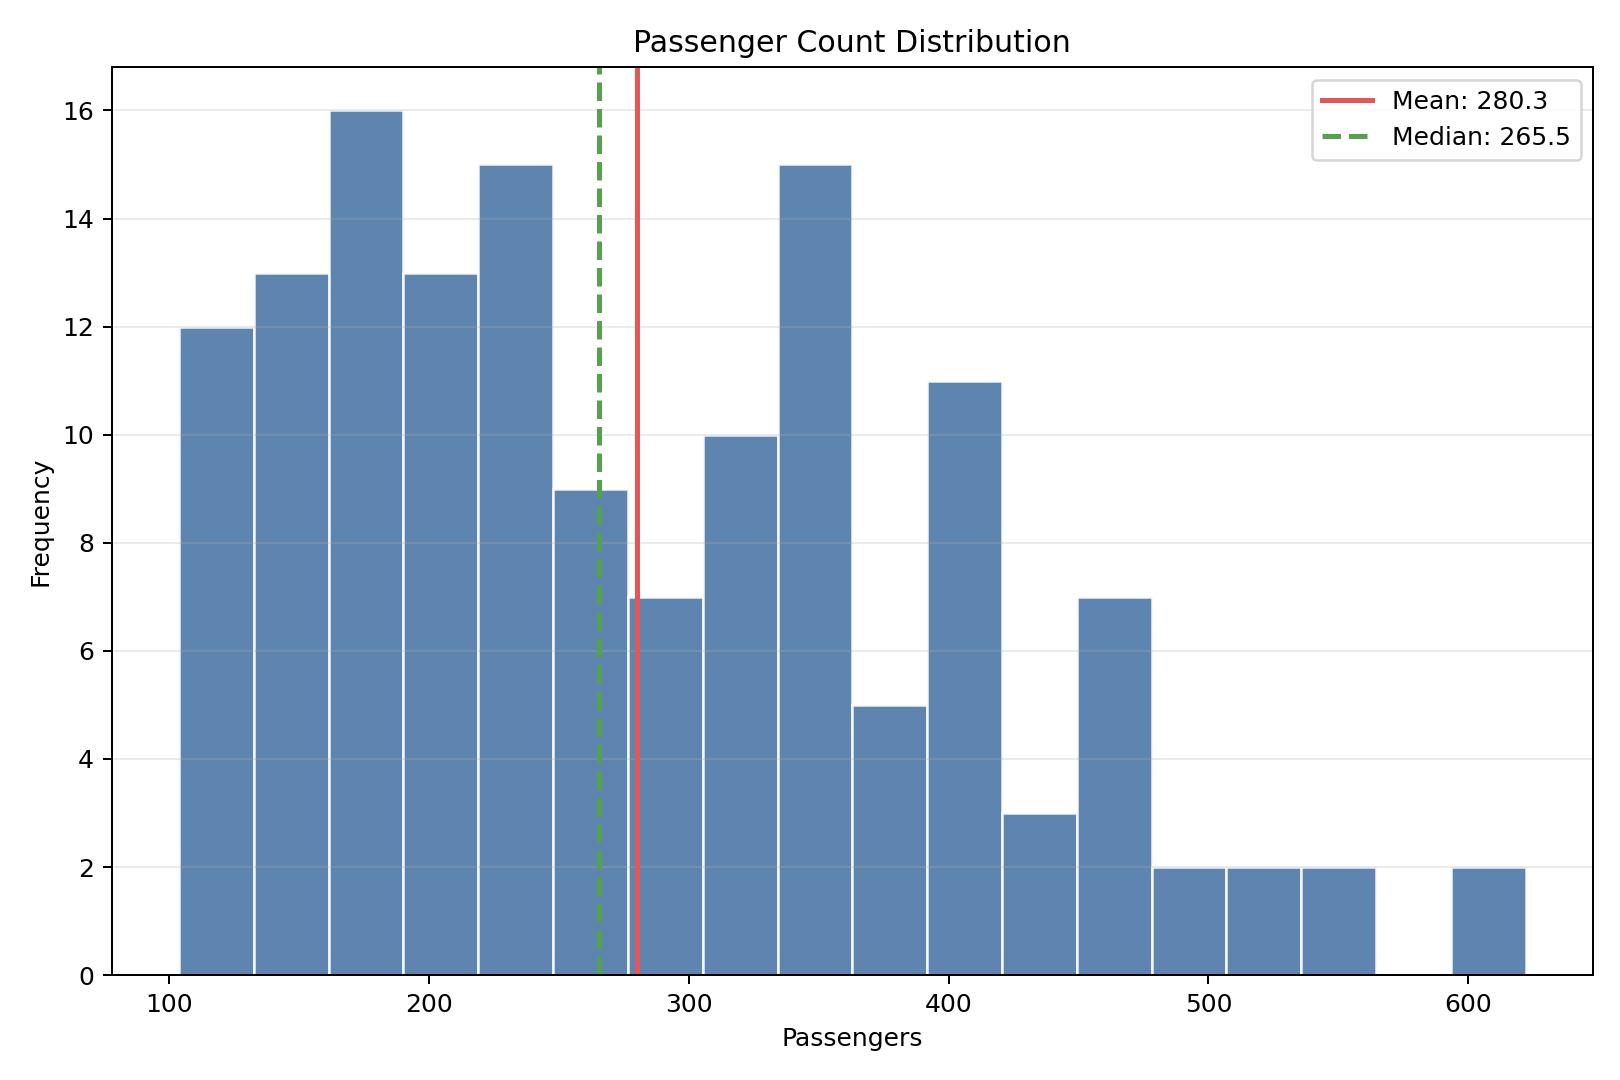 Passenger Count Distribution
Mean: 280.3
Median: 265.5
16
14
12
10
8
6
4
2
0
Frequency
100 200 300 400 500 600
Passengers